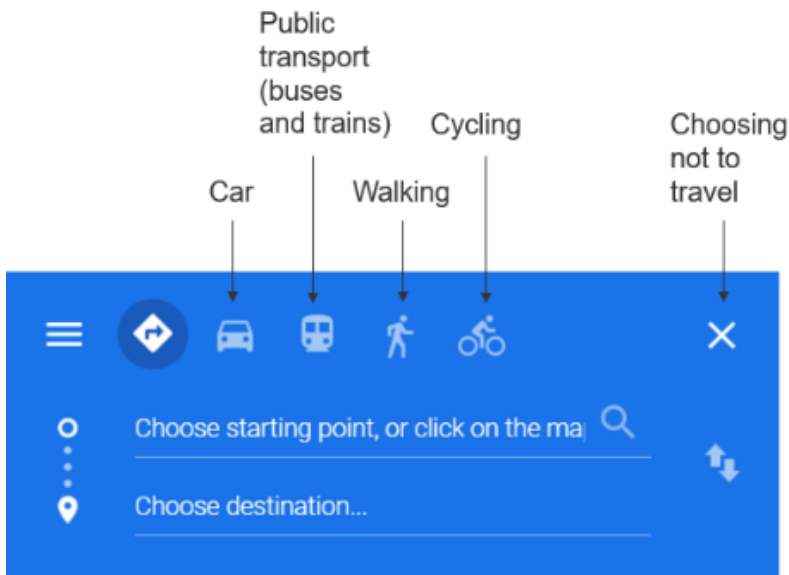 Public
transport
(buses
and trains)
Cycling
Choosing
not to
travel
Car
Walking
Choose starting point, or click on the ma
Choose destination...